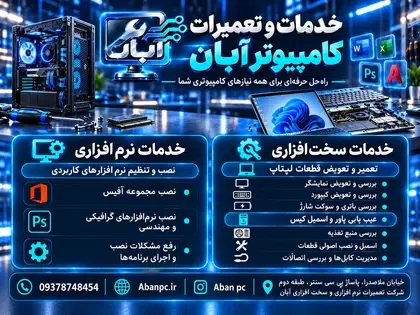 خدمات و تعمیرات
کامپیوتر آبان
راه‌حل حرفه‌ای برای همه نیازهای کامپیوتری شما
آبان
W
X
Ps
A
خدمات سخت‌افزاری
تعمیر و تعویض قطعات لپ‌تاپ
بررسی و تعویض نمایشگر
بررسی و تعویض کیبورد
بررسی باتری و سوکت شارژ
عیب یابی پاور و اسمبل کیس
بررسی منبع تغذیه
اسمبل و نصب اصولی قطعات
مدیریت کابل‌ها و بررسی اتصالات
خدمات نرم افزاری
نصب و تنظیم نرم افزارهای کاربردی
نصب مجموعه آفیس
Ps
نصب نرم‌افزارهای گرافیکی
و مهندسی
رفع مشکلات نصب
و اجرای برنامه‌ها
09378748454
Abanpc.ir
Aban pc
خیابان ملاصدرا، پاساژ پی سی سنتر، طبقه دوم
شرکت تعمیرات نرم افزاری و سخت افزاری آبان